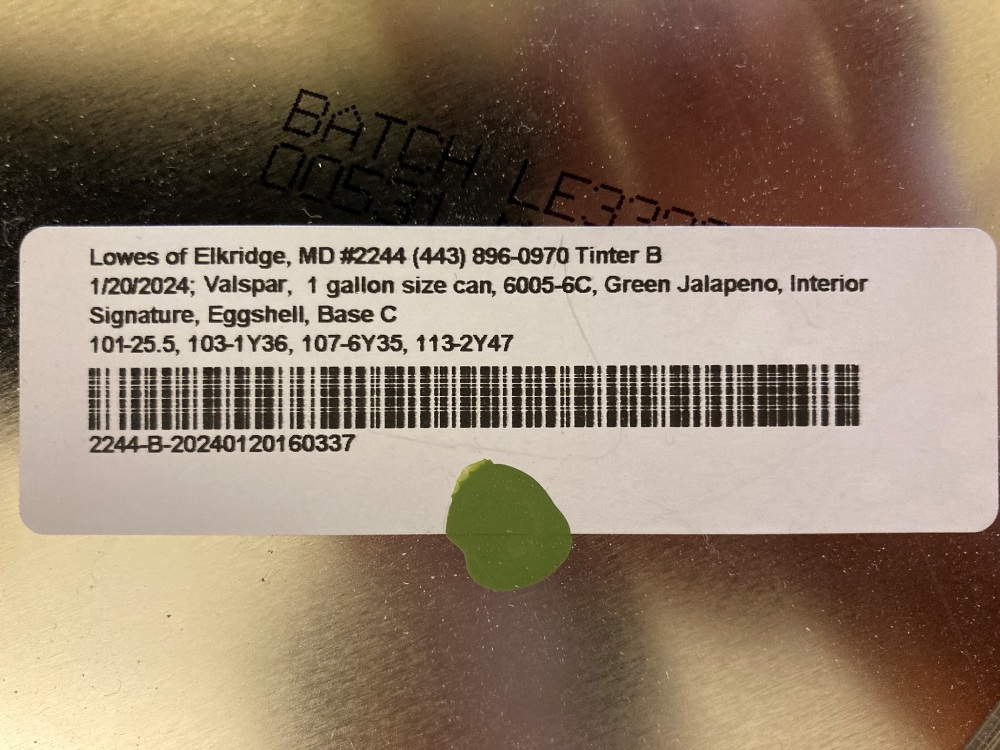 BATCH
00531
Lowes of Elkridge, MD #2244 (443) 896-0970 Tinter B
1/20/2024; Valspar, 1 gallon size can, 6005-6C, Green Jalapeno, Interior
Signature, Eggshell, Base C
101-25.5, 103-1Y36, 107-6Y35, 113-2Y47
2244-B-20240120160337